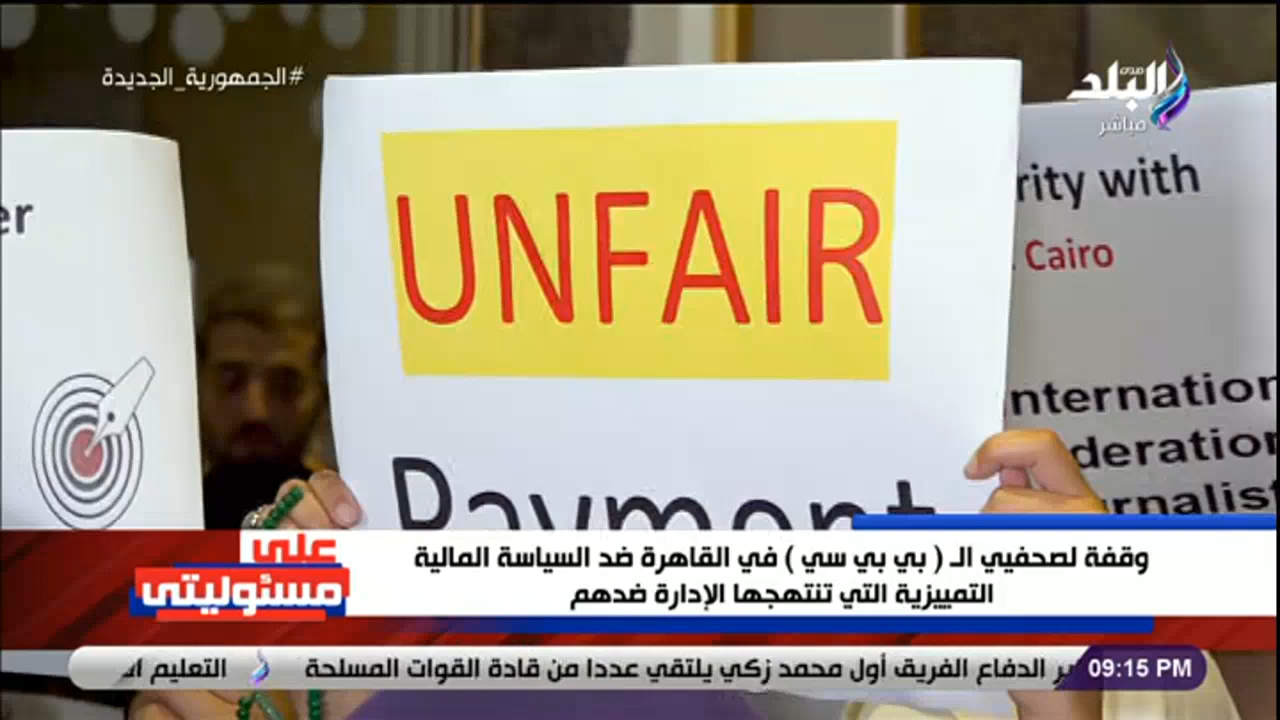 #الجمهورية_الجديدة
صدى
البلد
مباشر
UNFAIR
Payment
er
rity with
Cairo
nternation
deration
urnalist
على
مسئوليتي
وقفة لصحفيي الـ ( بي بي سي ) في القاهرة ضد السياسة المالية
التمييزية التي تنتهجها الإدارة ضدهم
09:15 PM
ر الدفاع الفريق أول محمد زكي يلتقي عددا من قادة القوات المسلحة
التعليم